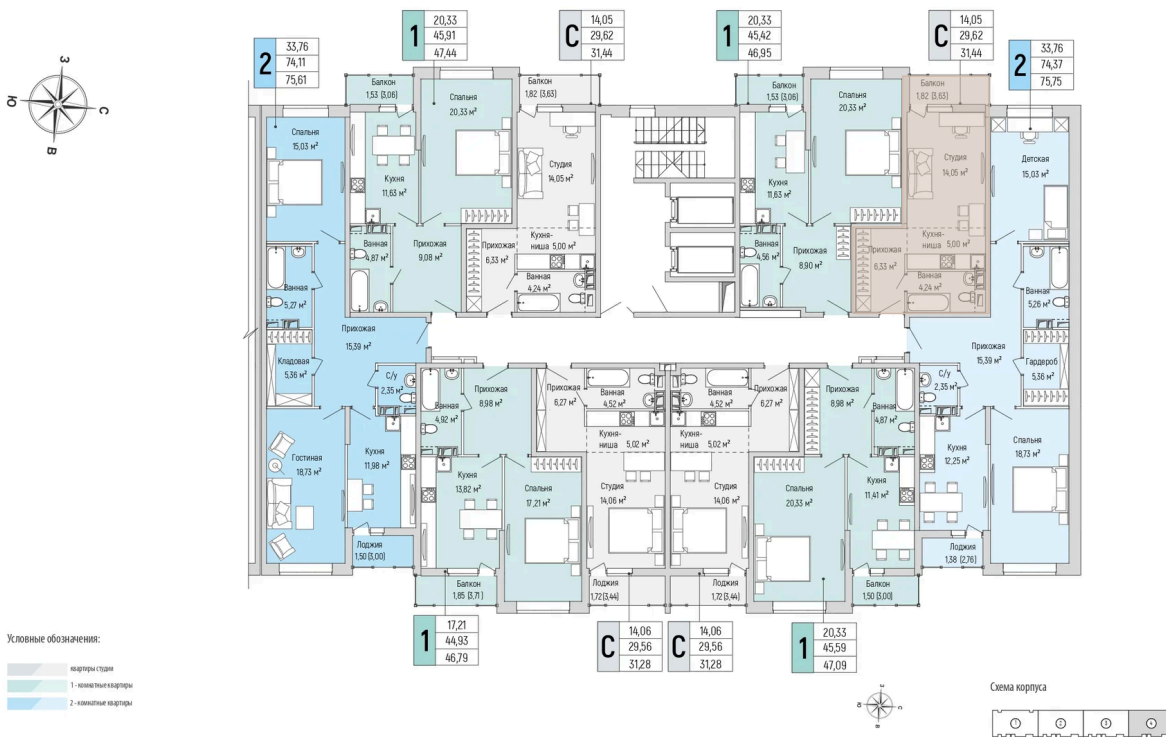 З
Ю
С
В
2
33,76
74,11
75,61
1
20,33
45,91
47,44
С
14,05
29,62
31,44
1
20,33
45,42
46,95
С
14,05
29,62
31,44
2
33,76
74,37
75,75
Балкон
1,53 (3,06)
Спальня
20,33 м²
Балкон
1,82 (3,63)
Балкон
1,53 (3,06)
Спальня
20,33 м²
Балкон
1,82 (3,63)
Спальня
15,03 м²
Кухня
11,63 м²
Студия
14,05 м²
Кухня
11,63 м²
Студия
14,05 м²
Детская
15,03 м²
Ванная
4,87 м²
Прихожая
9,08 м²
Прихожая
6,33 м²
Кухня-
ниша 5,00 м²
Ванная
4,24 м²
Ванная
4,56 м²
Прихожая
8,90 м²
Прихожая
6,33 м²
Кухня-
ниша 5,00 м²
Ванная
4,24 м²
Ванная
5,27 м²
Ванная
5,26 м²
Прихожая
15,39 м²
Прихожая
15,39 м²
Кладовая
5,36 м²
С/у
2,35 м²
Гардероб
5,36 м²
С/у
2,35 м²
Ванная
4,92 м²
Прихожая
8,98 м²
Прихожая
6,27 м²
Ванная
4,52 м²
Ванная
4,52 м²
Прихожая
6,27 м²
Прихожая
8,98 м²
Ванная
4,87 м²
Кухня-
ниша 5,02 м²
Кухня-
ниша 5,02 м²
Гостиная
18,73 м²
Кухня
11,98 м²
Кухня
13,82 м²
Спальня
17,21 м²
Студия
14,06 м²
Студия
14,06 м²
Спальня
20,33 м²
Кухня
11,41 м²
Кухня
12,25 м²
Спальня
18,73 м²
Лоджия
1,50 (3,00)
Балкон
1,85 (3,71)
Лоджия
1,72 (3,44)
Лоджия
1,72 (3,44)
Балкон
1,50 (3,00)
Лоджия
1,38 (2,76)
1
17,21
44,93
46,79
С
14,06
29,56
31,28
С
14,06
29,56
31,28
1
20,33
45,59
47,09
Условные обозначения:
квартиры студии
1 - комнатные квартиры
2 - комнатные квартиры
З
Ю
С
В
Схема корпуса
1
2
3
4